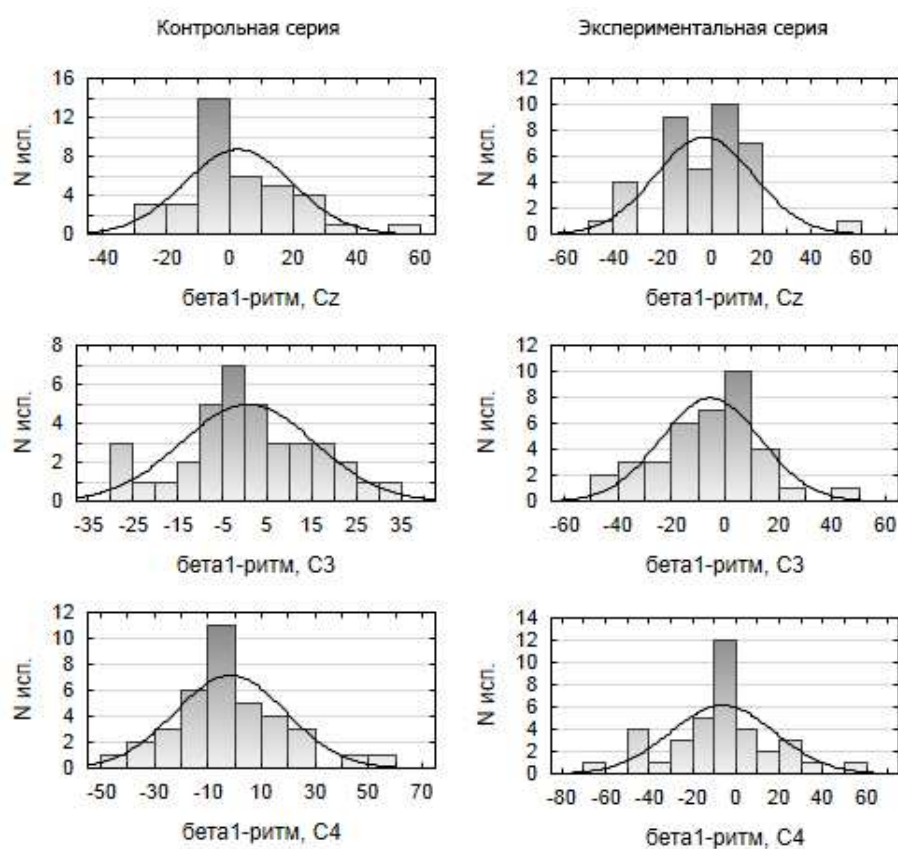 Контрольная серия
Экспериментальная серия
N исп.
16
12
8
4
0
-40 -20 0 20 40 60
бета1-ритм, Cz
N исп.
12
10
8
6
4
2
0
-60 -40 -20 0 20 40 60
бета1-ритм, Cz
N исп.
8
6
4
2
0
-35 -25 -15 -5 5 15 25 35
бета1-ритм, C3
N исп.
12
10
8
6
4
2
0
-60 -40 -20 0 20 40 60
бета1-ритм, C3
N исп.
12
10
8
6
4
2
0
-50 -30 -10 10 30 50 70
бета1-ритм, C4
N исп.
14
12
10
8
6
4
2
0
-80 -60 -40 -20 0 20 40 60
бета1-ритм, C4